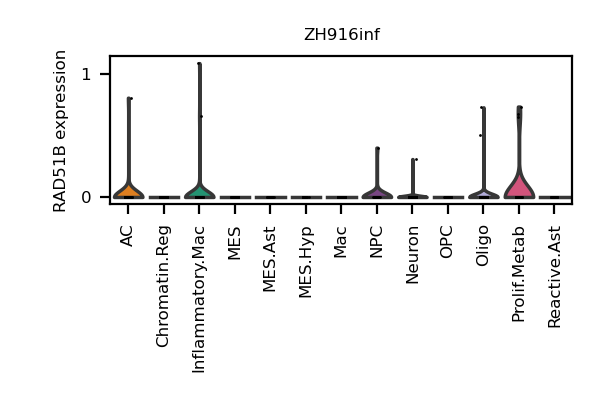 ZH916inf
RAD51B expression
1
0
AC
Chromatin.Reg
Inflammatory.Mac
MES
MES.Ast
MES.Hyp
Mac
NPC
Neuron
OPC
Oligo
Prolif.Metab
Reactive.Ast